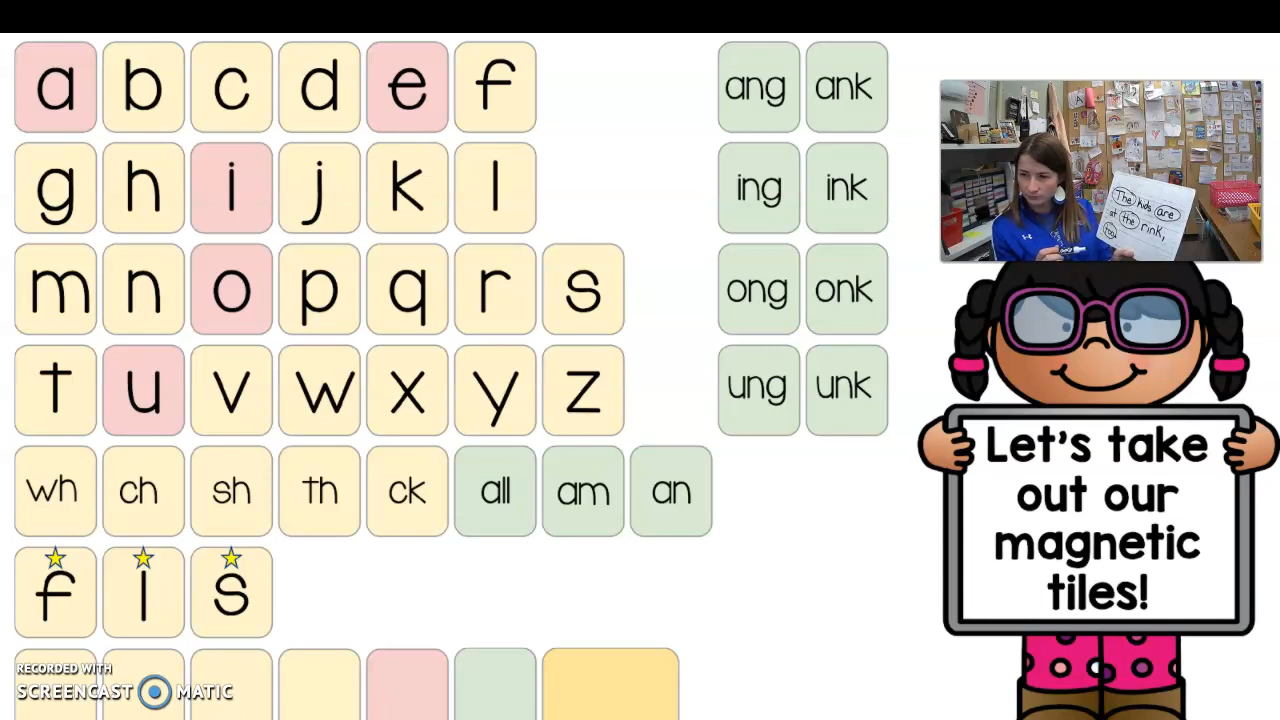 a b c d e f
g h i j k l
m n o p q r s
t u v w x y z
wh ch sh th ck all am an
f l s
ang ank
ing ink
ong onk
ung unk
The kids are
at the rink,
too.
Let's take
out our
magnetic
tiles!
RECORDED WITH
SCREENCAST MATIC